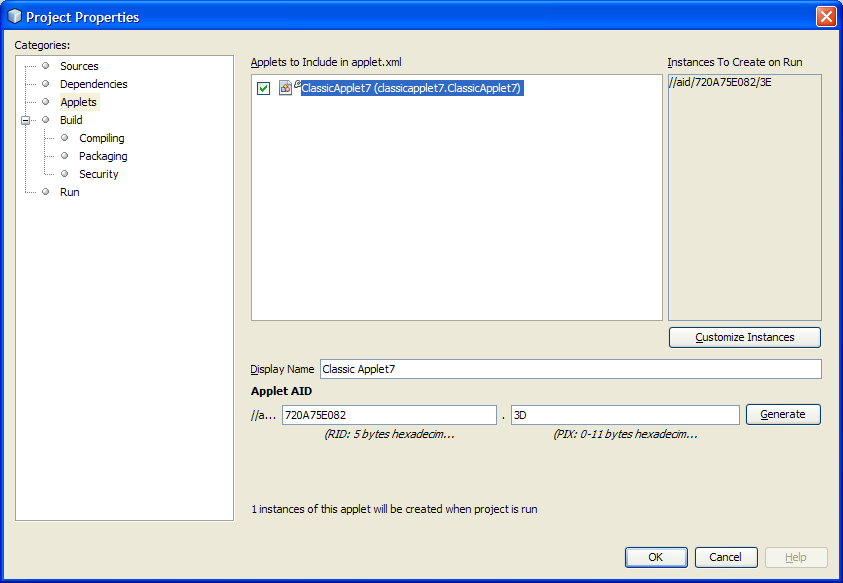 Project Properties
Categories:
Sources
Dependencies
Applets
Build
Compiling
Packaging
Security
Run
Applets to Include in applet.xml
ClassicApplet7 (classicapplet7.ClassicApplet7)
Instances To Create on Run
//aid/720A75E082/3E
Customize Instances
Display Name Classic Applet7
Applet AID
//a... 720A75E082 . 3D Generate
(RID: 5 bytes hexadecim... (PIX: 0-11 bytes hexadecim...
1 instances of this applet will be created when project is run
OK Cancel Help